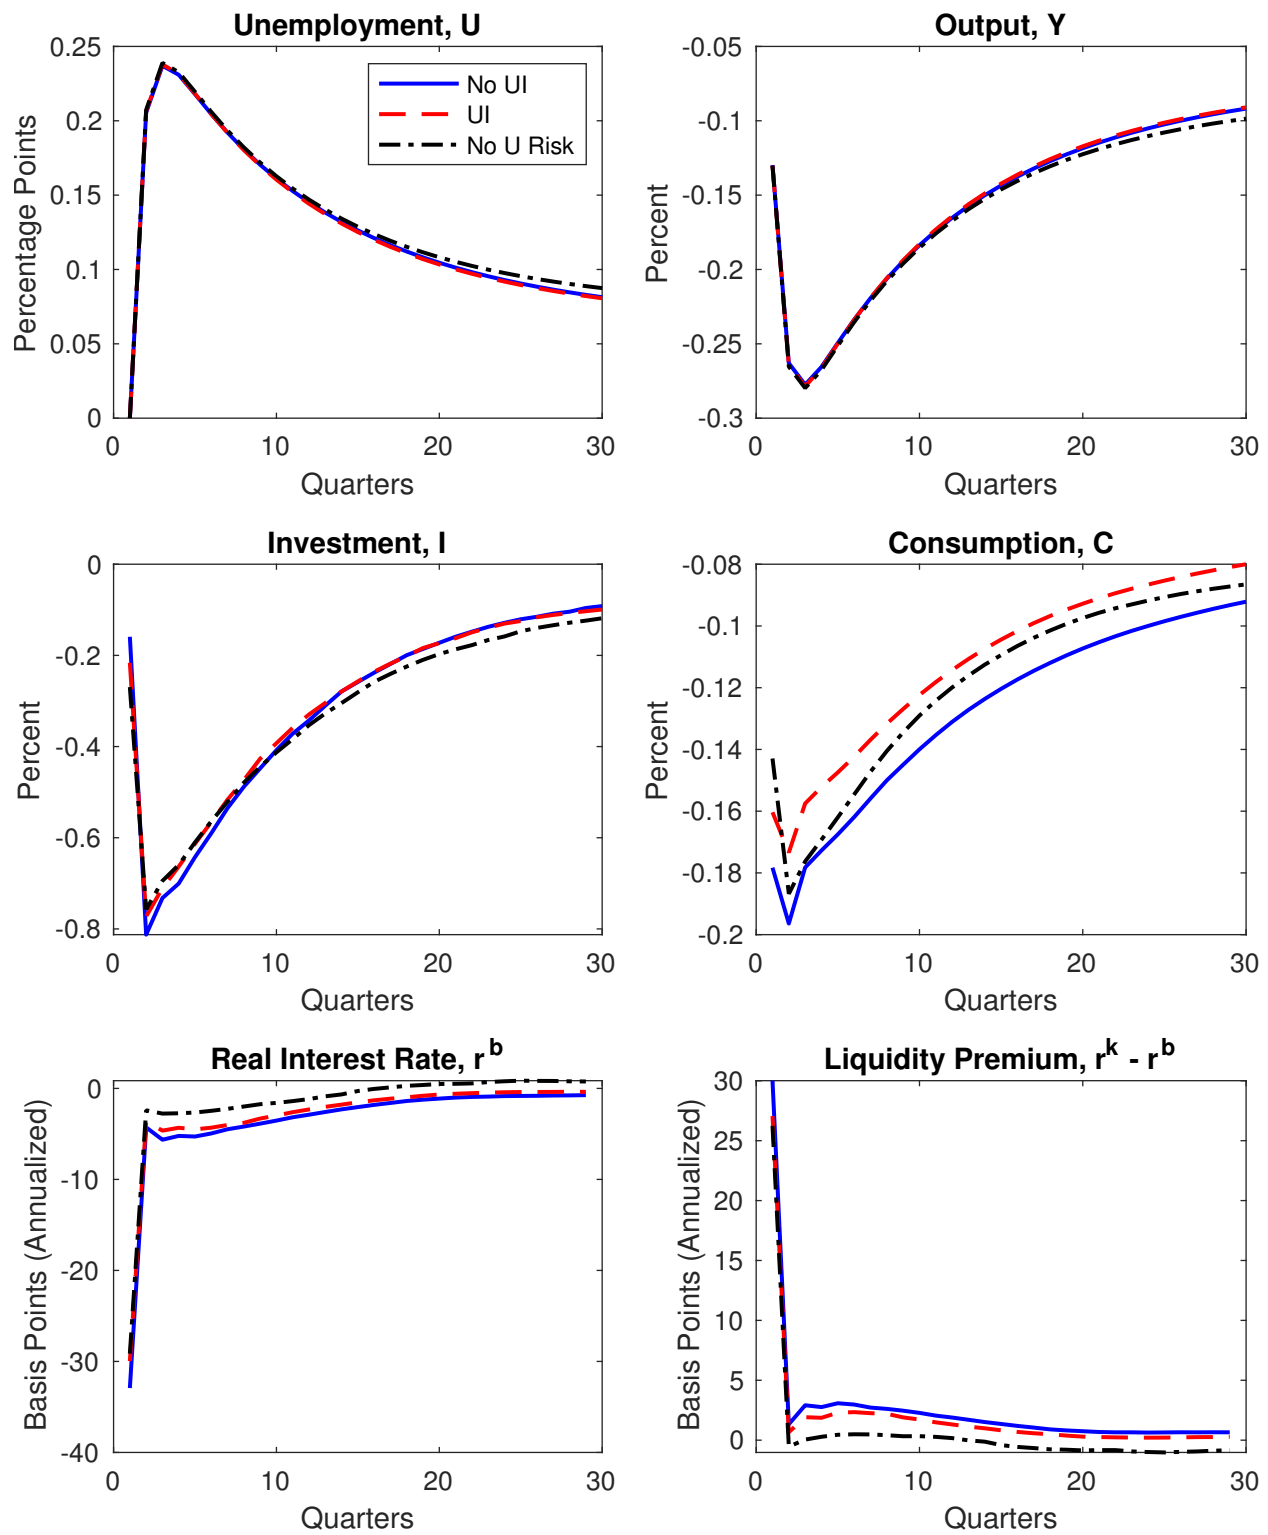 Unemployment, U
Percentage Points
0.25
0.2
0.15
0.1
0.05
0
0
10
20
30
Quarters
No UI
UI
No U Risk
Output, Y
Percent
-0.05
-0.1
-0.15
-0.2
-0.25
-0.3
0
10
20
30
Quarters
Investment, I
Percent
0
-0.2
-0.4
-0.6
-0.8
0
10
20
30
Quarters
Consumption, C
Percent
-0.08
-0.1
-0.12
-0.14
-0.16
-0.18
-0.2
0
10
20
30
Quarters
Real Interest Rate, r^b
Basis Points (Annualized)
0
-10
-20
-30
-40
0
10
20
30
Quarters
Liquidity Premium, r^k - r^b
Basis Points (Annualized)
30
25
20
15
10
5
0
0
10
20
30
Quarters